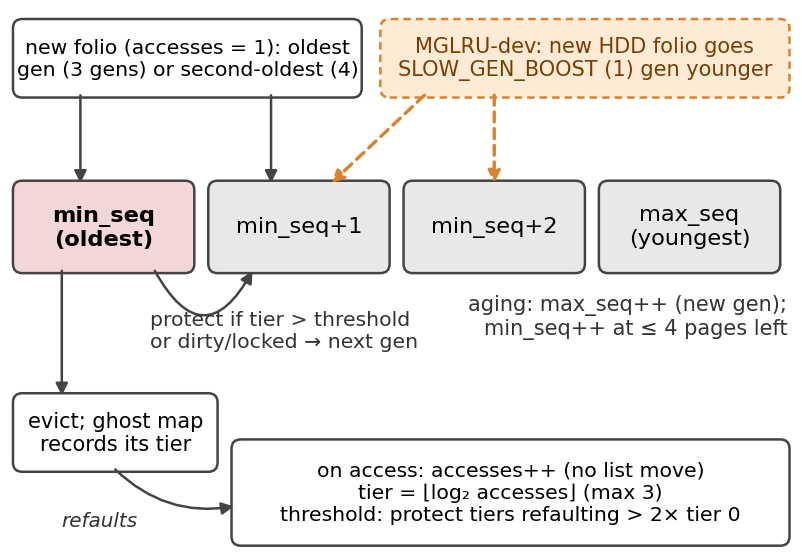 new folio (accesses = 1): oldest
gen (3 gens) or second-oldest (4)
MGLRU-dev: new HDD folio goes
SLOW_GEN_BOOST (1) gen younger
min_seq
(oldest)
min_seq+1
min_seq+2
max_seq
(youngest)
protect if tier > threshold
or dirty/locked → next gen
aging: max_seq++ (new gen);
min_seq++ at ≤ 4 pages left
evict; ghost map
records its tier
on access: accesses++ (no list move)
tier = ⌊log₂ accesses⌋ (max 3)
threshold: protect tiers refaulting > 2× tier 0
refaults